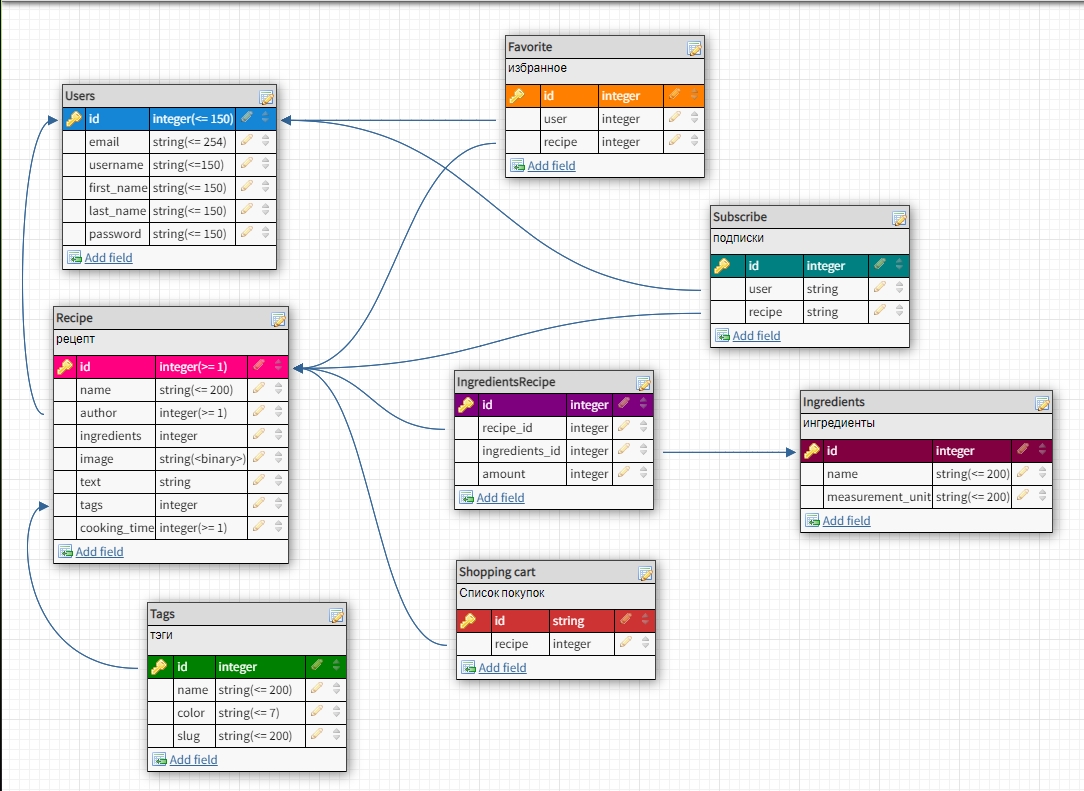 Users
id integer(<= 150)
email string(<= 254)
username string(<=150)
first_name string(<= 150)
last_name string(<= 150)
password string(<= 150)
Add field
Favorite
избранное
id integer
user integer
recipe integer
Add field
Subscribe
подписки
id integer
user string
recipe string
Add field
Recipe
рецепт
id integer(>= 1)
name string(<= 200)
author integer(>= 1)
ingredients integer
image string(<binary>)
text string
tags integer
cooking_time integer(>= 1)
Add field
IngredientsRecipe
id integer
recipe_id integer
ingredients_id integer
amount integer
Add field
Ingredients
ингредиенты
id integer
name string(<= 200)
measurement_unit string(<= 200)
Add field
Shopping cart
Список покупок
id string
recipe integer
Add field
Tags
тэги
id integer
name string(<= 200)
color string(<= 7)
slug string(<= 200)
Add field